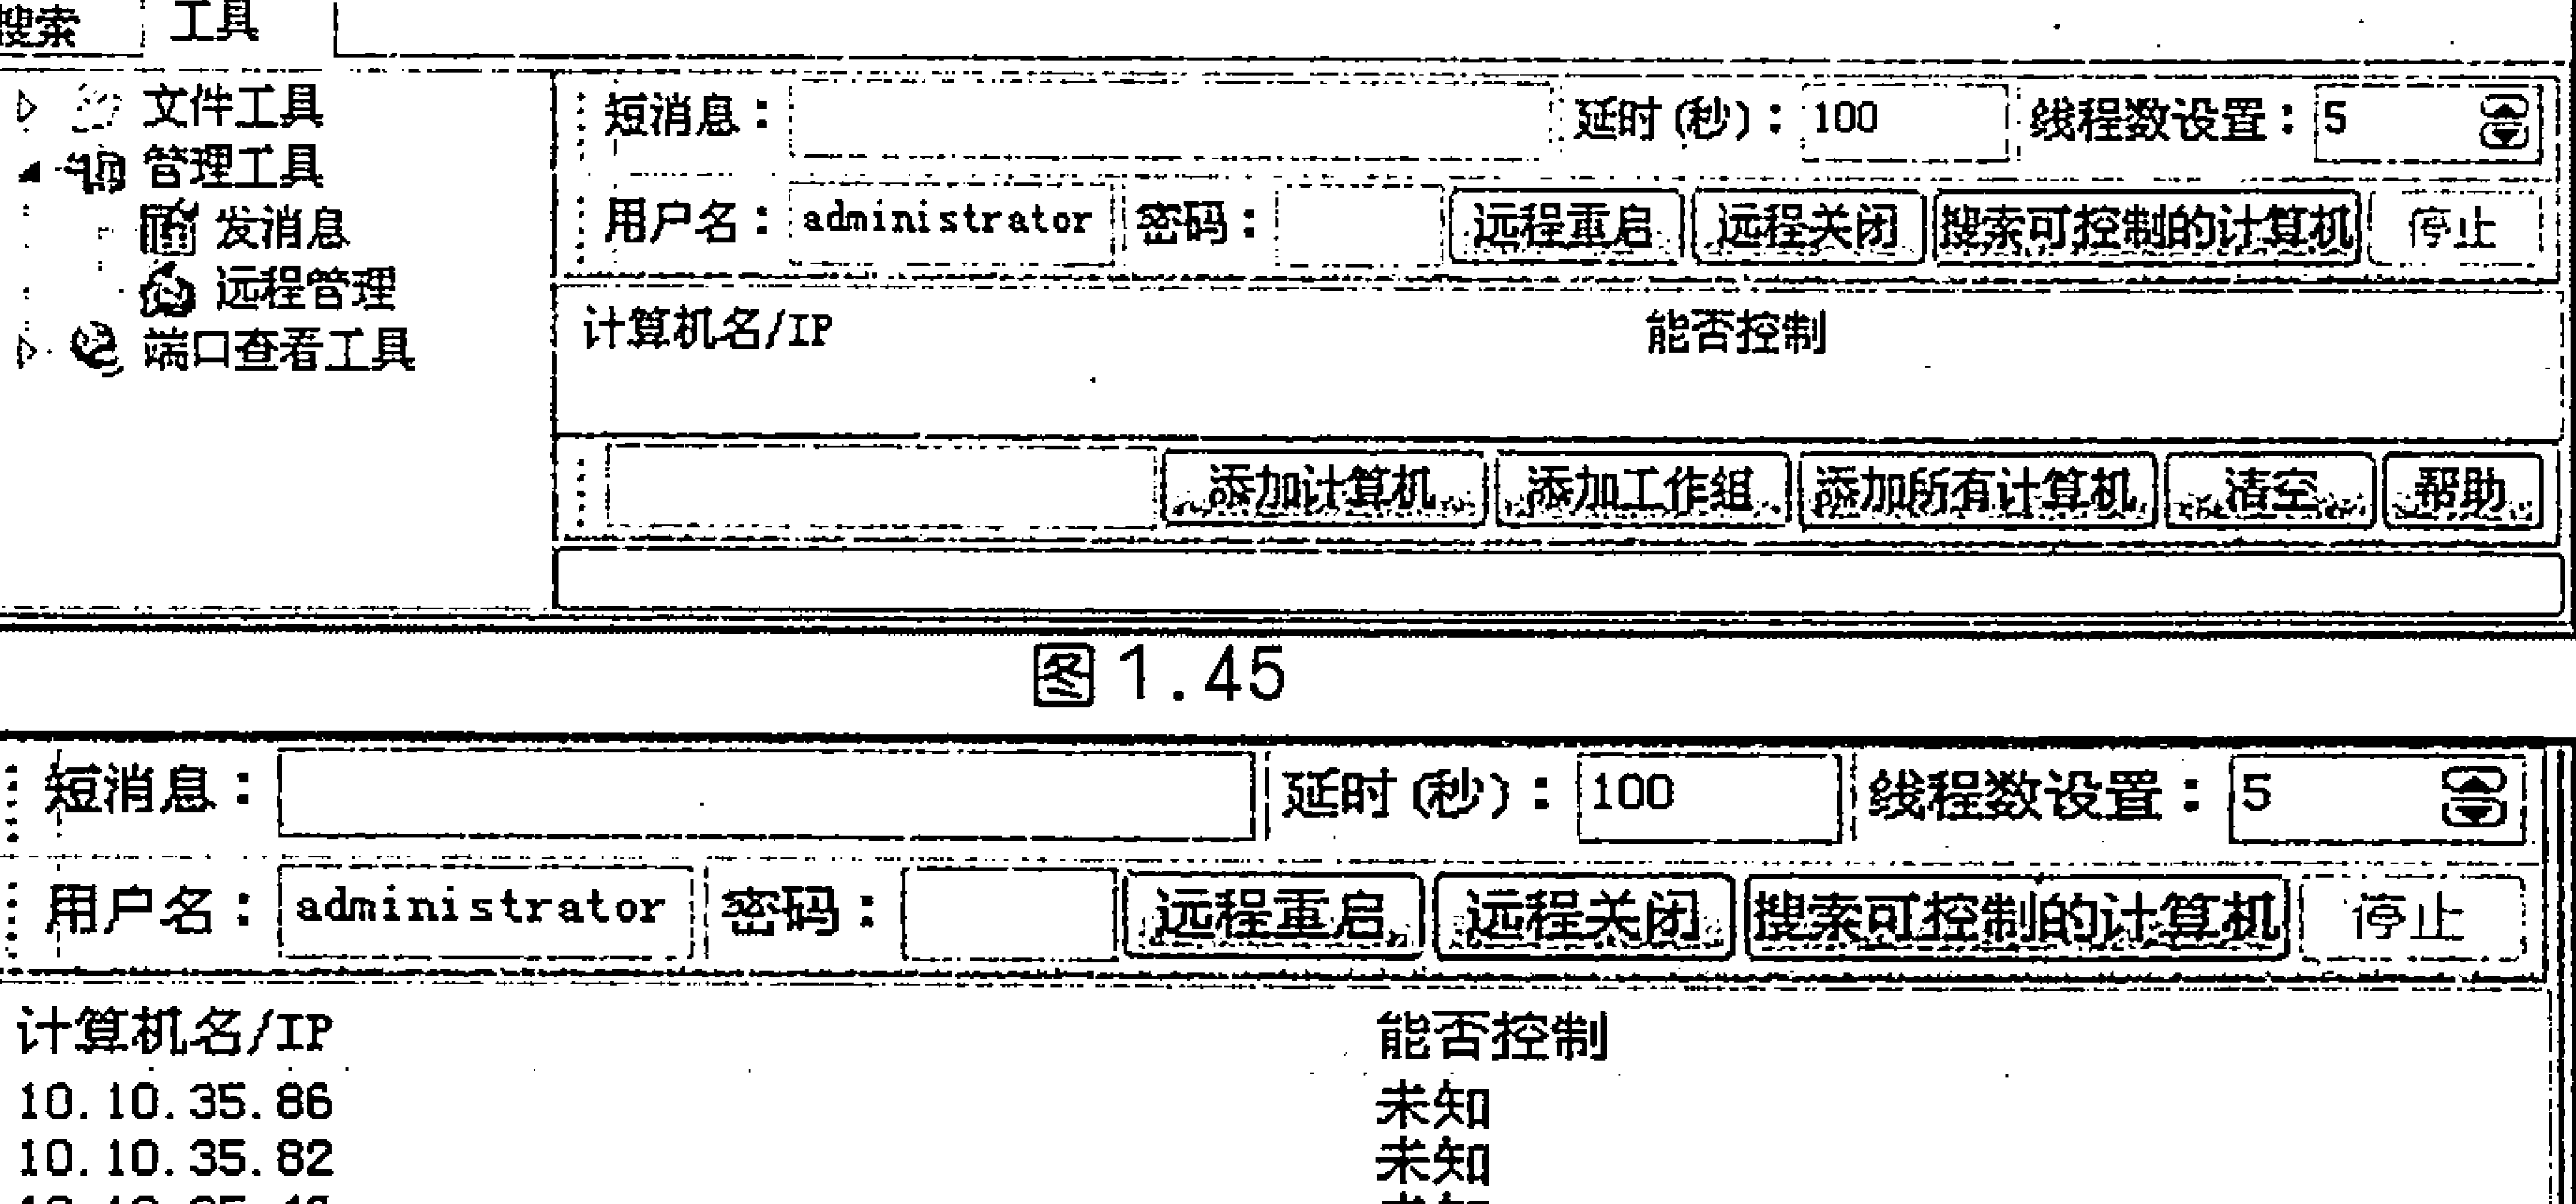 搜索 工具
文件工具
管理工具
发消息
远程管理
端口查看工具
短消息： 延时(秒)：100 线程数设置：5
用户名：administrator 密码： 远程重启 远程关闭 搜索可控制的计算机 停止
计算机名/IP 能否控制
添加计算机 添加工作组 添加所有计算机 清空 帮助
图1.45
短消息： 延时(秒)：100 线程数设置：5
用户名：administrator 密码： 远程重启 远程关闭 搜索可控制的计算机 停止
计算机名/IP 能否控制
10.10.35.86 未知
10.10.35.82 未知